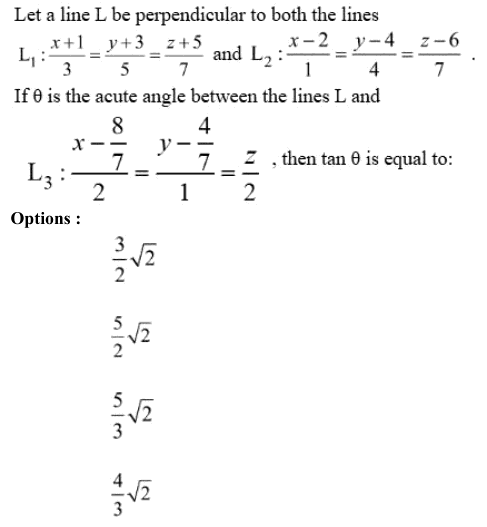 Let a line L be perpendicular to both the lines
L₁ : (x+1)/3 = (y+3)/5 = (z+5)/7 and L₂ : (x−2)/1 = (y−4)/4 = (z−6)/7 .
If θ is the acute angle between the lines L and
L₃ : (x − 8/7)/2 = (y − 4/7)/1 = z/2 , then tan θ is equal to:
Options :
3/2 √2
5/2 √2
5/3 √2
4/3 √2